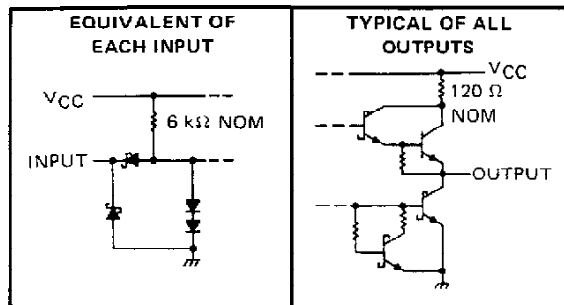 EQUIVALENT OF
EACH INPUT
VCC
6 kΩ NOM
INPUT
TYPICAL OF ALL
OUTPUTS
VCC
120 Ω
NOM
OUTPUT